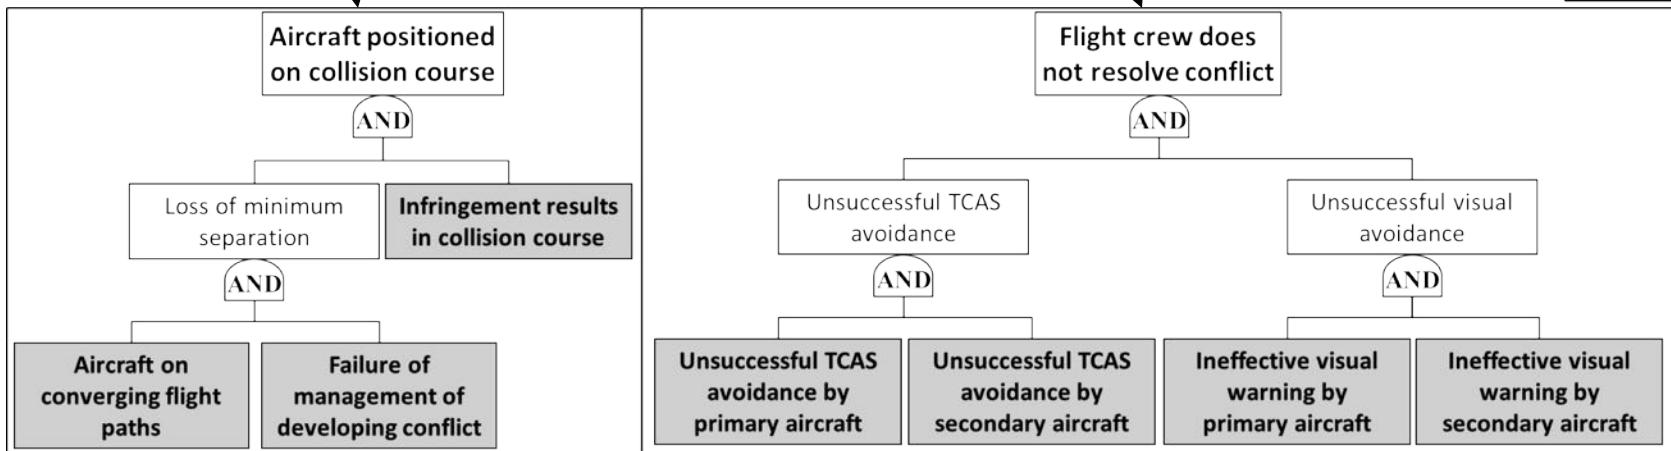 Aircraft positioned
on collision course
AND
Loss of minimum
separation
Infringement results
in collision course
AND
Aircraft on
converging flight
paths
Failure of
management of
developing conflict
Flight crew does
not resolve conflict
AND
Unsuccessful TCAS
avoidance
Unsuccessful visual
avoidance
AND
AND
Unsuccessful TCAS
avoidance by
primary aircraft
Unsuccessful TCAS
avoidance by
secondary aircraft
Ineffective visual
warning by
primary aircraft
Ineffective visual
warning by
secondary aircraft